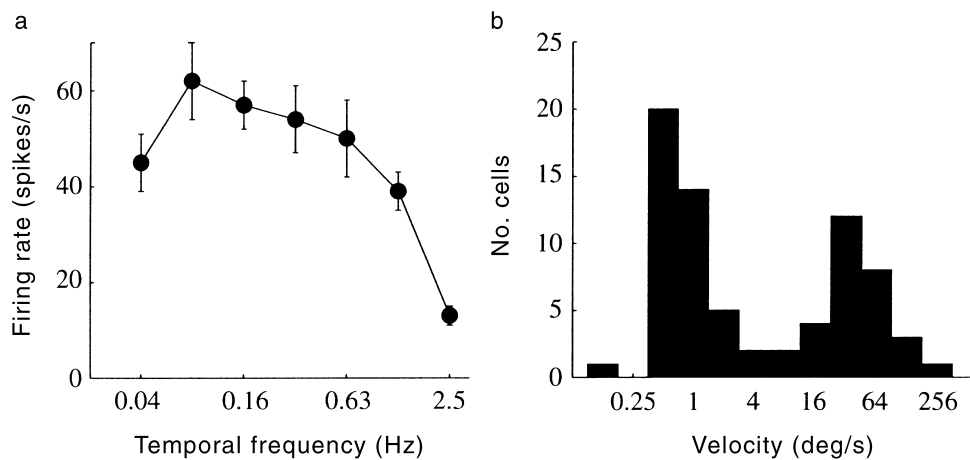 a
Firing rate (spikes/s)
60
40
20
0
0.04 0.16 0.63 2.5
Temporal frequency (Hz)
b
No. cells
25
20
15
10
5
0
0.25 1 4 16 64 256
Velocity (deg/s)